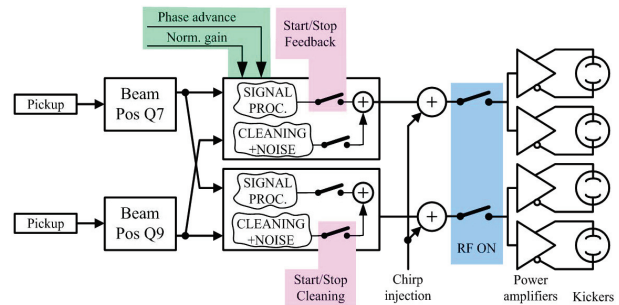 Phase advance
Norm. gain
Start/Stop
Feedback
Pickup
Beam
Pos Q7
SIGNAL
PROC.
CLEANING
+NOISE
SIGNAL
PROC.
CLEANING
+NOISE
Pickup
Beam
Pos Q9
RF ON
Start/Stop
Cleaning
Chirp
injection
Power
amplifiers
Kickers